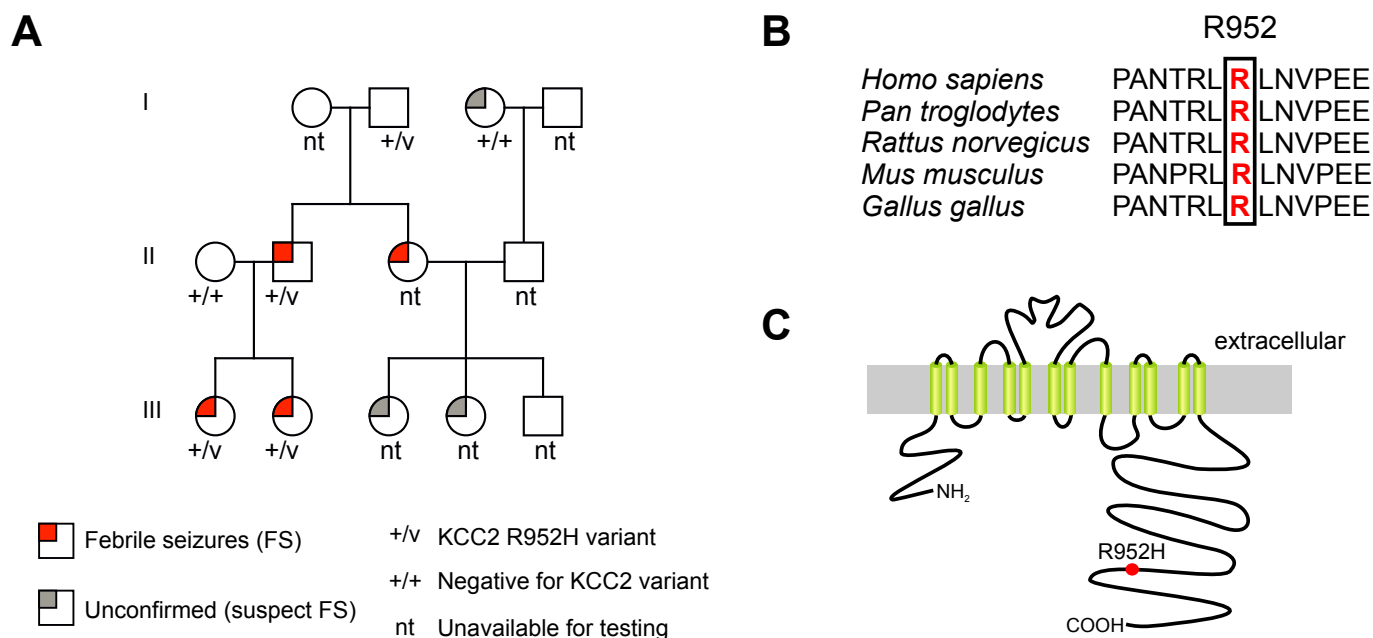 A
I
nt
+/v
+/+
nt
II
+/+
+/v
nt
nt
III
+/v
+/v
nt
nt
nt
Febrile seizures (FS)
Unconfirmed (suspect FS)
+/v KCC2 R952H variant
+/+ Negative for KCC2 variant
nt Unavailable for testing
B
R952
Homo sapiens PANTRL R LNVPEE
Pan troglodytes PANTRL R LNVPEE
Rattus norvegicus PANTRL R LNVPEE
Mus musculus PANPRL R LNVPEE
Gallus gallus PANTRL R LNVPEE
C
extracellular
NH₂
R952H
COOH